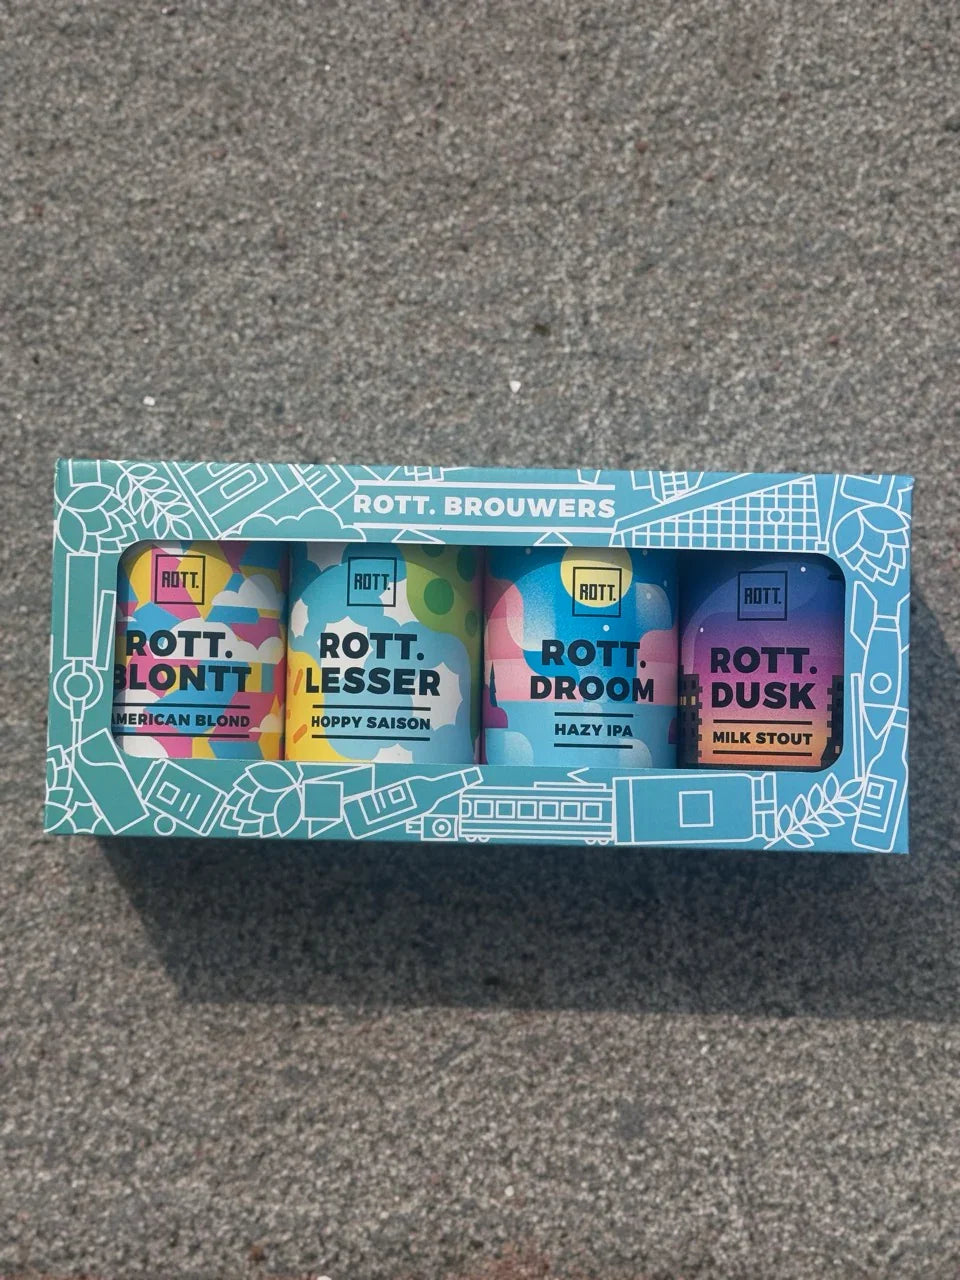 ROTT. BROUWERS
ROTT.
ROTT.
BLONTT
AMERICAN BLOND
ROTT.
ROTT.
LESSER
HOPPY SAISON
ROTT.
ROTT.
DROOM
HAZY IPA
ROTT.
ROTT.
DUSK
MILK STOUT